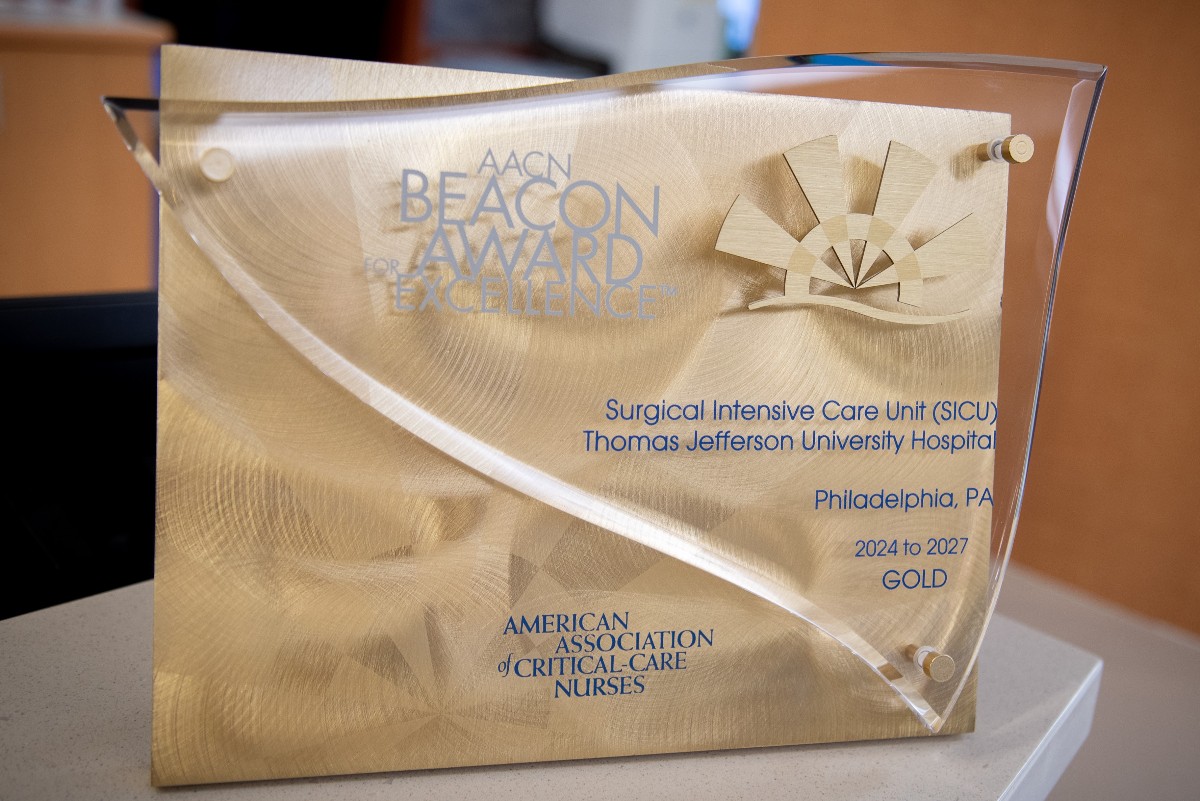 AACN
BEACON
AWARD
FOR EXCELLENCE™
Surgical Intensive Care Unit (SICU)
Thomas Jefferson University Hospital
Philadelphia, PA
2024 to 2027
GOLD
AMERICAN
ASSOCIATION
of CRITICAL-CARE
NURSES